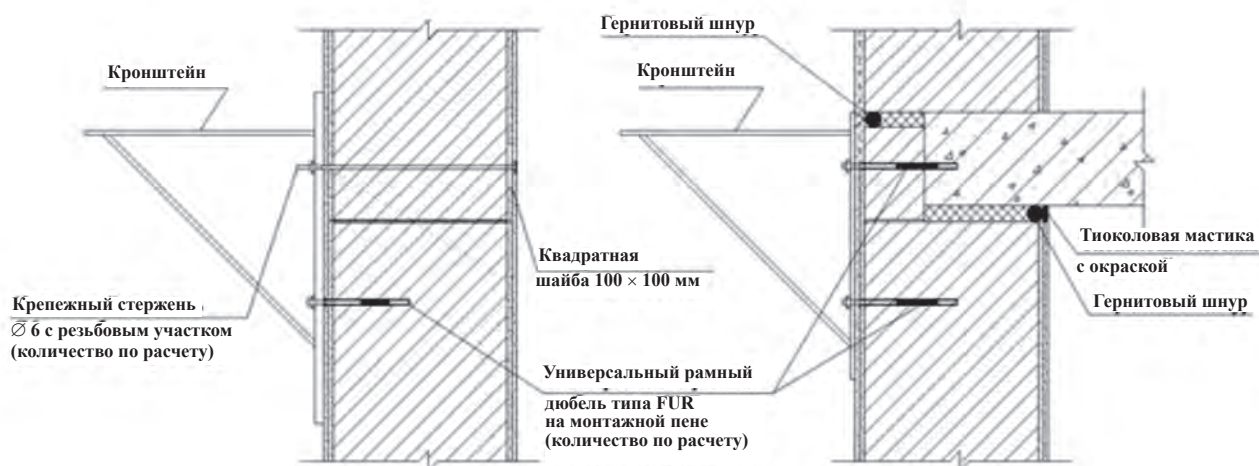 Гернитовый шнур
Кронштейн
Кронштейн
Квадратная
шайба 100 × 100 мм
Тиоколовая мастика
с окраской
Крепежный стержень
∅ 6 с резьбовым участком
(количество по расчету)
Гернитовый шнур
Универсальный рамный
дюбель типа FUR
на монтажной пене
(количество по расчету)